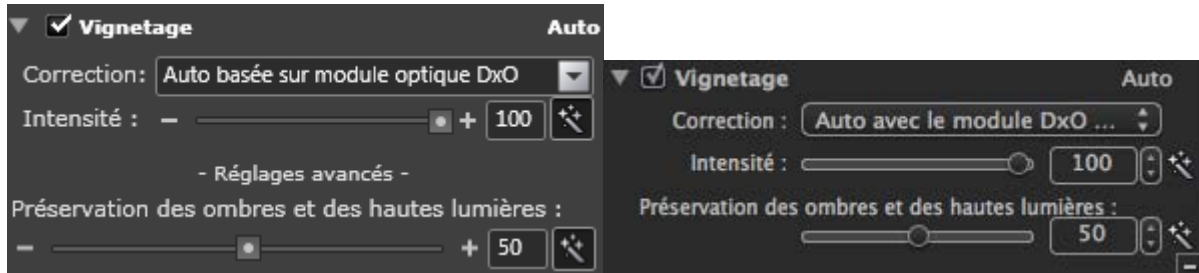 Vignetage Auto
Correction: Auto basée sur module optique DxO
Intensité : − + 100
- Réglages avancés -
Préservation des ombres et des hautes lumières :
− + 50
Vignetage Auto
Correction : Auto avec le module DxO ...
Intensité : 100
Préservation des ombres et des hautes lumières :
50